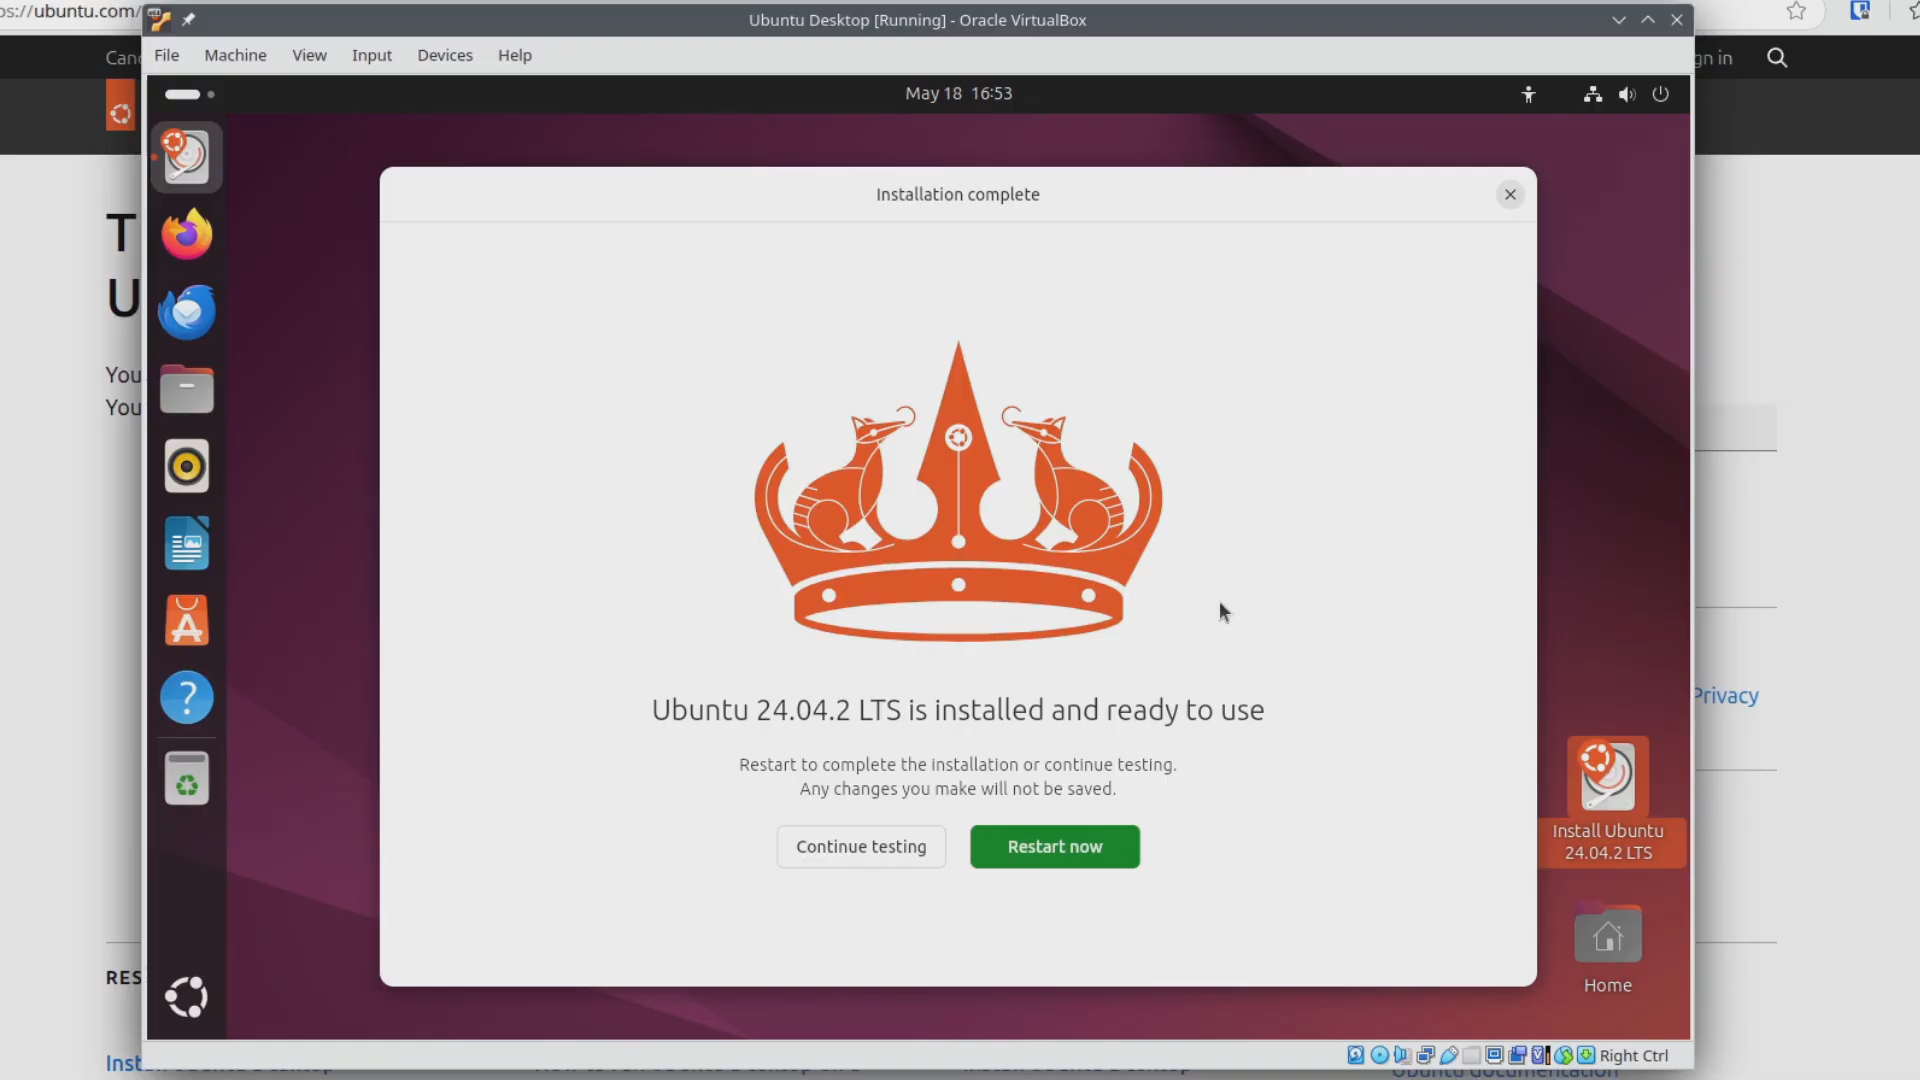 ps://ubuntu.com/
Ubuntu Desktop [Running] - Oracle VirtualBox
File Machine View Input Devices Help
May 18 16:53
Installation complete
You
You
Ubuntu 24.04.2 LTS is installed and ready to use
Restart to complete the installation or continue testing.
Any changes you make will not be saved.
Continue testing
Restart now
Privacy
Install Ubuntu
24.04.2 LTS
Home
RES
Right Ctrl